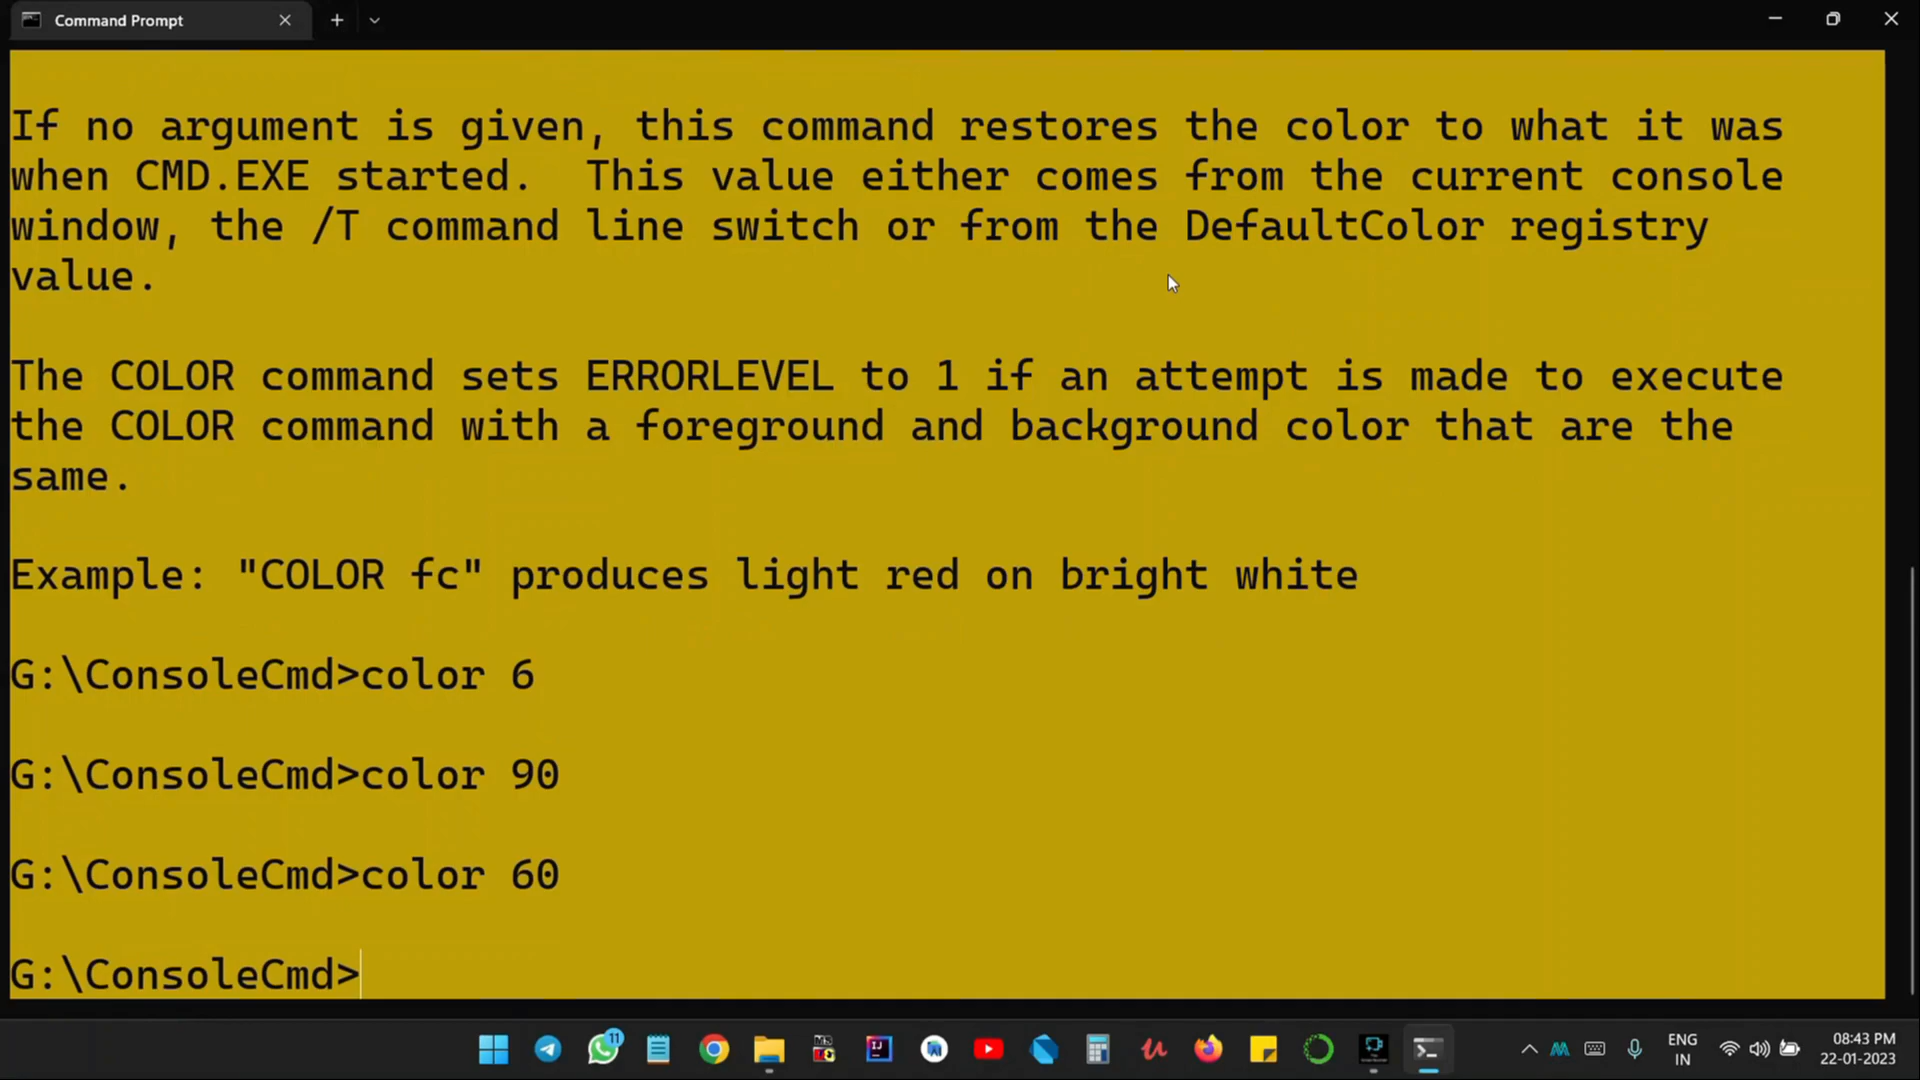 Command Prompt
If no argument is given, this command restores the color to what it was
when CMD.EXE started.  This value either comes from the current console
window, the /T command line switch or from the DefaultColor registry
value.
The COLOR command sets ERRORLEVEL to 1 if an attempt is made to execute
the COLOR command with a foreground and background color that are the
same.
Example: "COLOR fc" produces light red on bright white
G:\ConsoleCmd>color 6
G:\ConsoleCmd>color 90
G:\ConsoleCmd>color 60
G:\ConsoleCmd>
11
IJ
ENG
IN
08:43 PM
22-01-2023